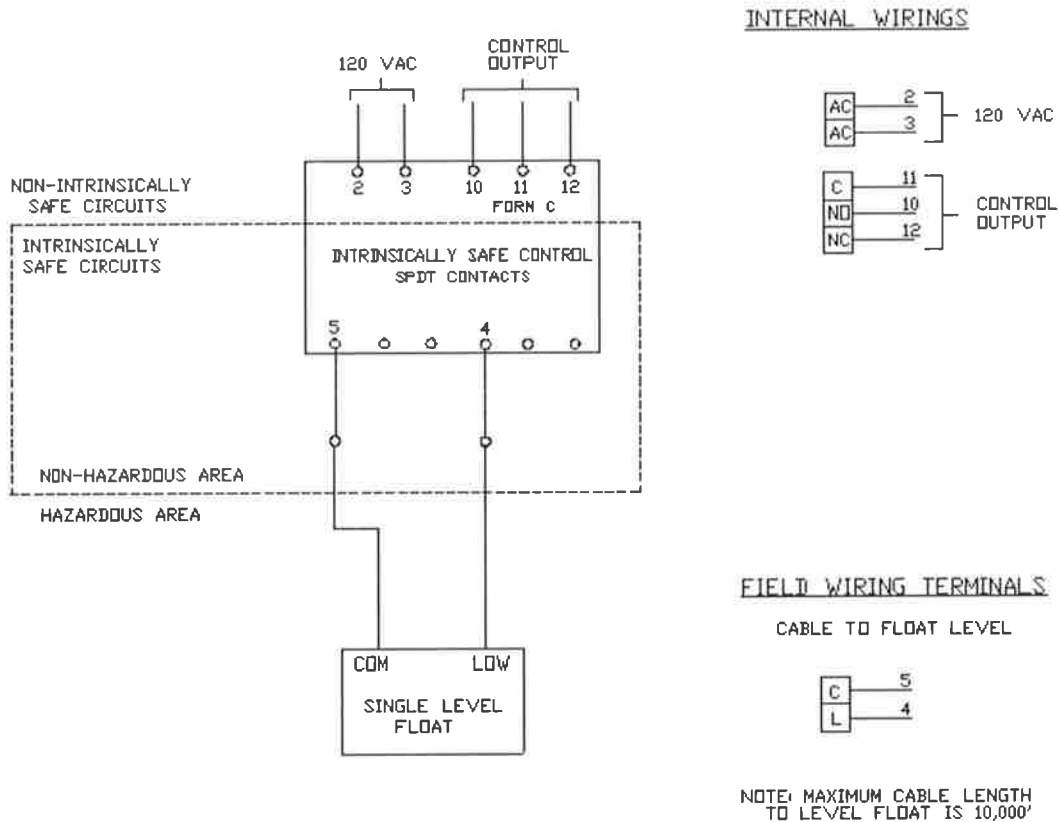 INTERNAL WIRINGS
120 VAC
CONTROL
OUTPUT
2 3 10 11 12
FORM C
NON-INTRINSICALLY
SAFE CIRCUITS
INTRINSICALLY
SAFE CIRCUITS
INTRINSICALLY SAFE CONTROL
SPDT CONTACTS
5 4
NON-HAZARDOUS AREA
HAZARDOUS AREA
COM LOW
SINGLE LEVEL
FLOAT
AC 2
AC 3
120 VAC
C 11
NO 10
NC 12
CONTROL
OUTPUT
FIELD WIRING TERMINALS
CABLE TO FLOAT LEVEL
C 5
L 4
NOTE: MAXIMUM CABLE LENGTH
TO LEVEL FLOAT IS 10,000'